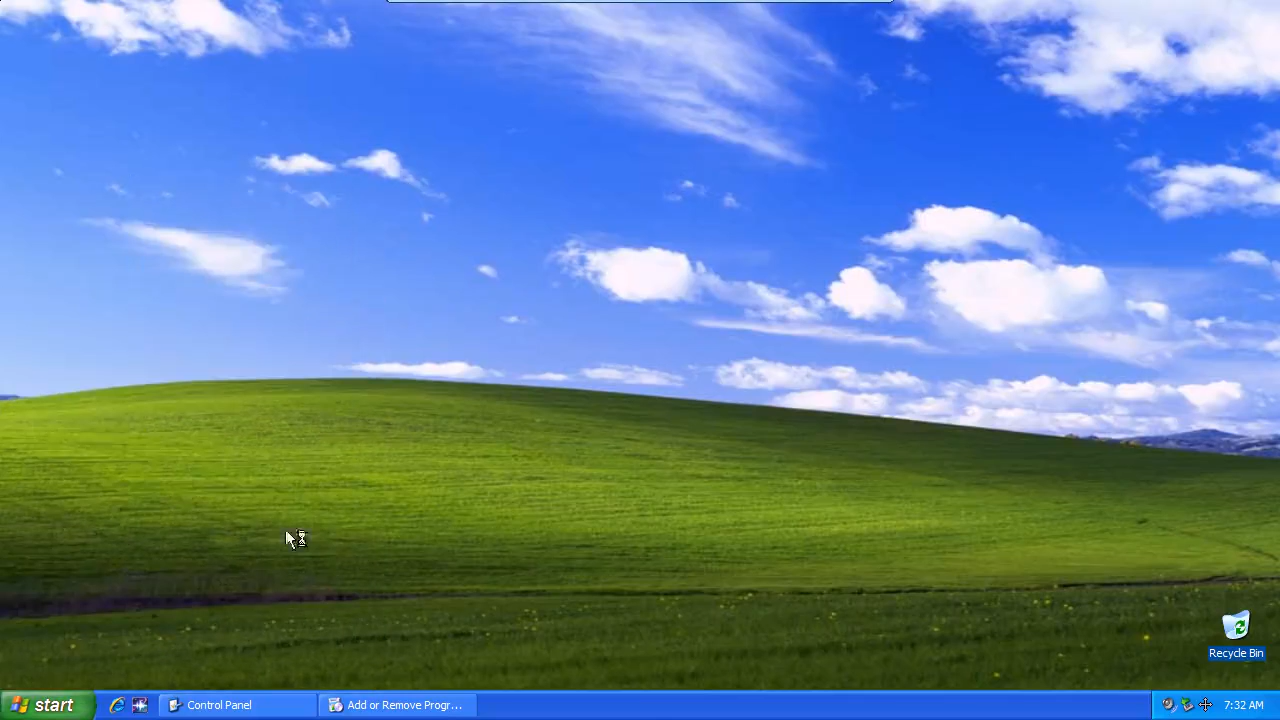 Recycle Bin
start
Control Panel
Add or Remove Progr...
7:32 AM